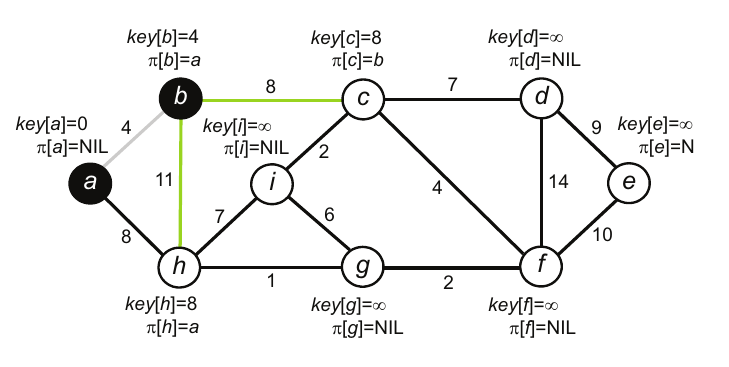 key[b]=4
π[b]=a
key[c]=8
π[c]=b
key[d]=∞
π[d]=NIL
b
8
c
7
d
key[a]=0
π[a]=NIL
4
key[i]=∞
π[i]=NIL
9
key[e]=∞
π[e]=N
a
11
i
2
4
14
e
8
7
6
10
h
1
g
2
f
key[h]=8
π[h]=a
key[g]=∞
π[g]=NIL
key[f]=∞
π[f]=NIL